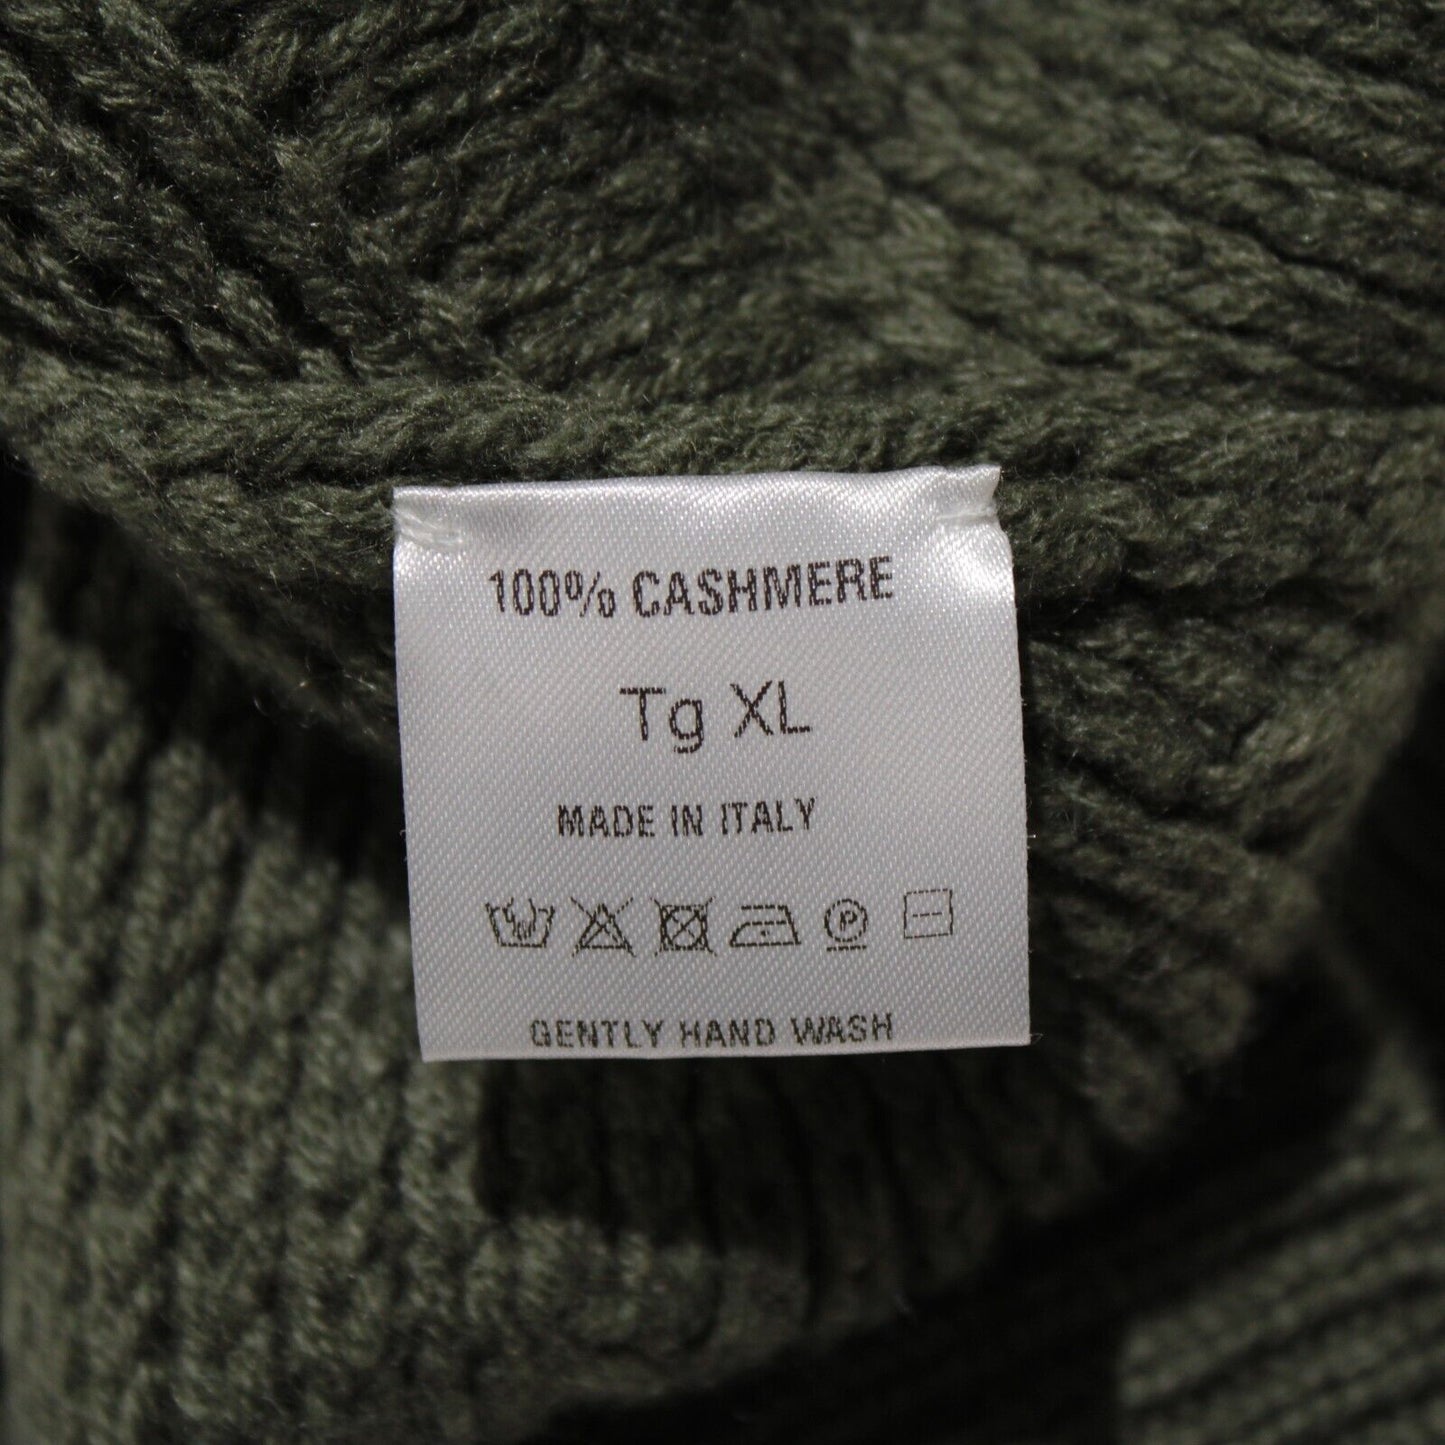 100% CASHMERE
Tg XL
MADE IN ITALY
P
GENTLY HAND WASH